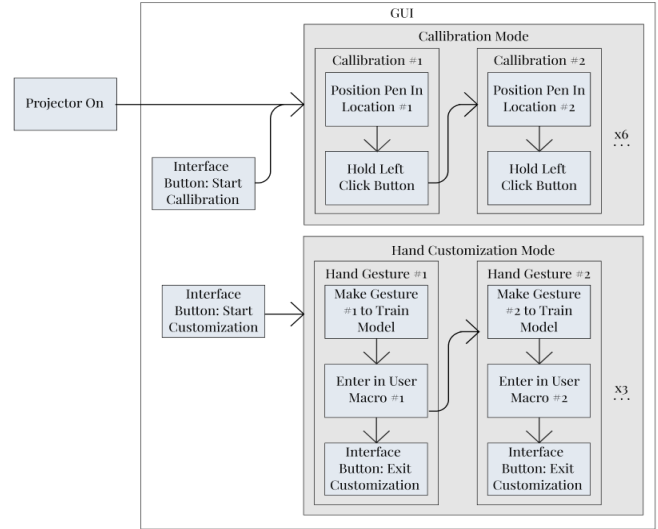 GUI
Callibration Mode
Callibration #1
Callibration #2
Projector On
Position Pen In
Location #1
Position Pen In
Location #2
x6
...
Hold Left
Click Button
Hold Left
Click Button
Interface
Button: Start
Callibration
Hand Customization Mode
Hand Gesture #1
Hand Gesture #2
Interface
Button: Start
Customization
Make Gesture
#1 to Train
Model
Make Gesture
#2 to Train
Model
Enter in User
Macro #1
Enter in User
Macro #2
x3
...
Interface
Button: Exit
Customization
Interface
Button: Exit
Customization